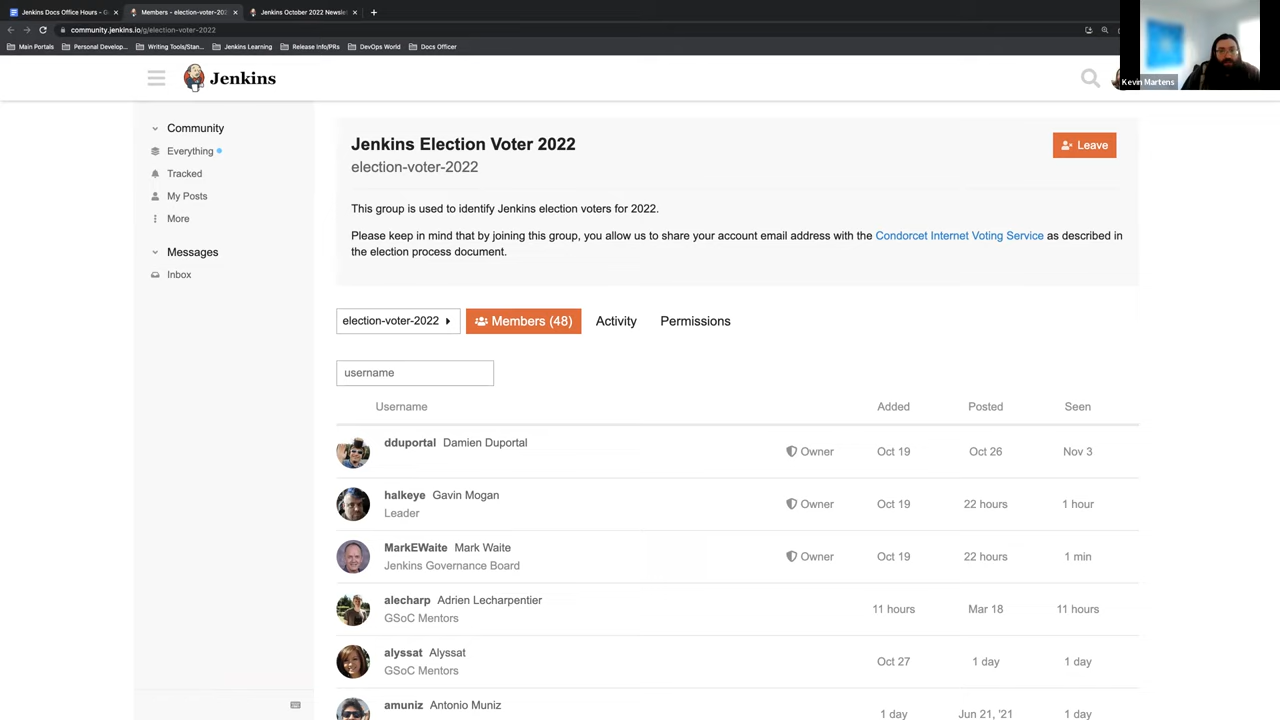 Jenkins Docs Office Hours - G
Members - election-voter-202
Jenkins October 2022 Newsle
community.jenkins.io/g/election-voter-2022
Main Portals
Personal Develop...
Writing Tools/Stan...
Jenkins Learning
Release Info/PRs
DevOps World
Docs Officer
Kevin Martens
Jenkins
Community
Everything
Tracked
My Posts
More
Messages
Inbox
Jenkins Election Voter 2022
Leave
election-voter-2022
This group is used to identify Jenkins election voters for 2022.
Please keep in mind that by joining this group, you allow us to share your account email address with the Condorcet Internet Voting Service as described in
the election process document.
election-voter-2022
Members (48)
Activity
Permissions
username
Username Added Posted Seen
dduportal Damien Duportal Owner Oct 19 Oct 26 Nov 3
halkeye Gavin Mogan Owner Oct 19 22 hours 1 hour
Leader
MarkEWaite Mark Waite Owner Oct 19 22 hours 1 min
Jenkins Governance Board
alecharp Adrien Lecharpentier 11 hours Mar 18 11 hours
GSoC Mentors
alyssat Alyssat Oct 27 1 day 1 day
GSoC Mentors
amuniz Antonio Muniz 1 day Jun 21, '21 1 day